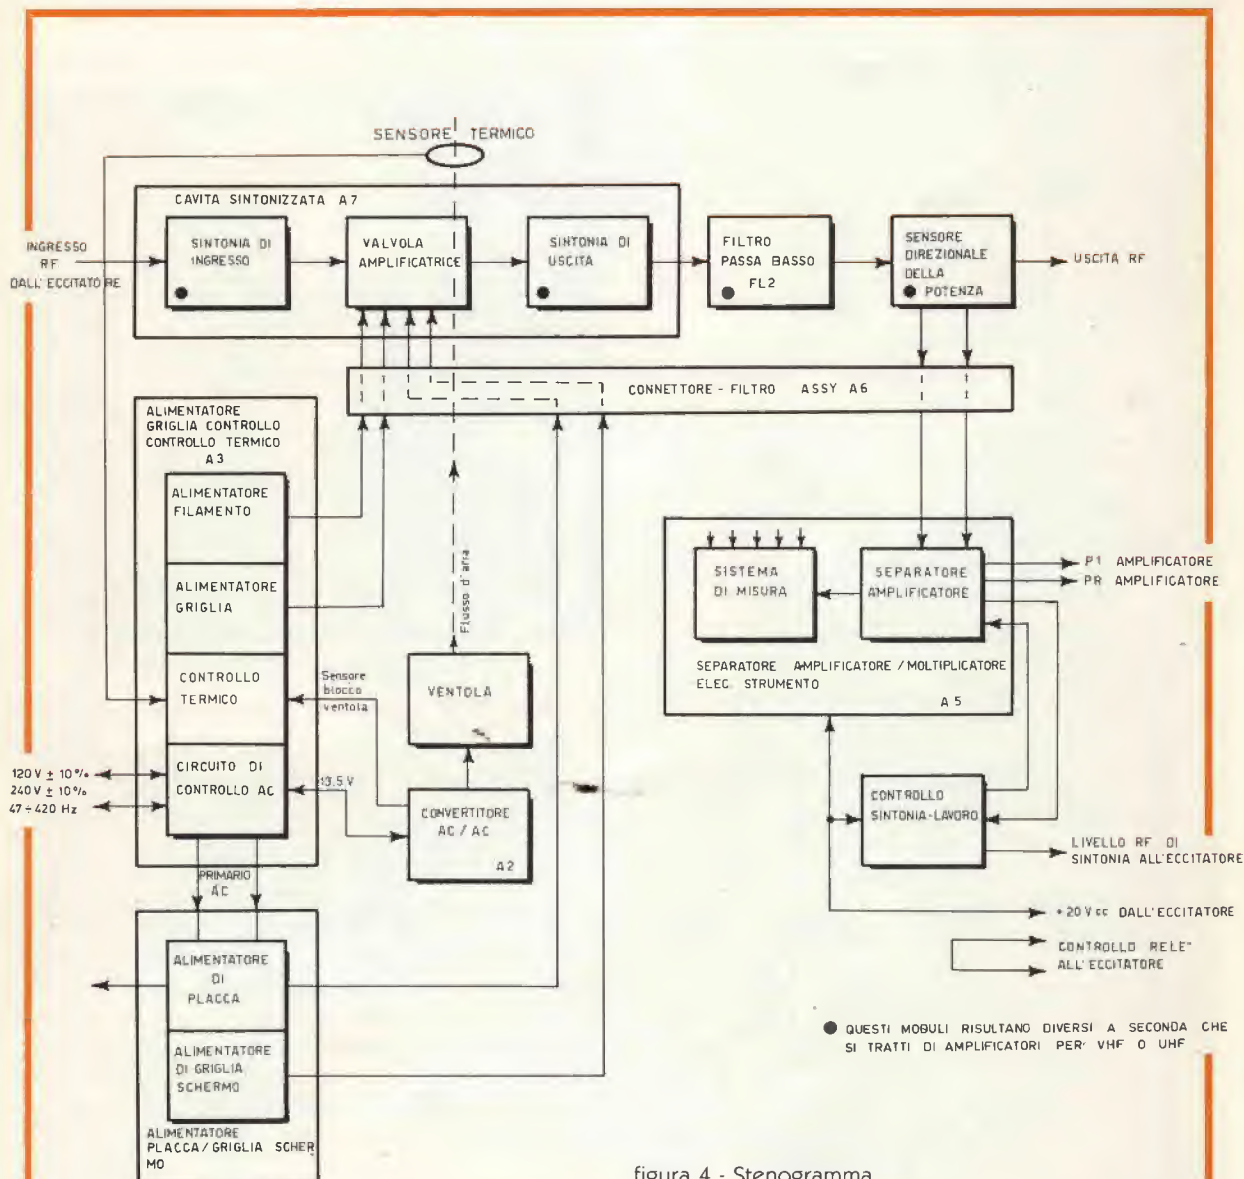 SENSORE TERMICO
CAVITA SINTONIZZATA A7
INGRESSO
RF
DALL'ECCITATORE
SINTONIA DI
INGRESSO
VALVOLA
AMPLIFICATRICE
SINTONIA DI
USCITA
FILTRO
PASSA BASSO
FL2
SENSORE
DIREZIONALE
DELLA
POTENZA
USCITA RF
CONNETTORE - FILTRO ASSY A6
ALIMENTATORE
GRIGLIA CONTROLLO
CONTROLLO TERMICO
A3
ALIMENTATORE
FILAMENTO
ALIMENTATORE
GRIGLIA
CONTROLLO
TERMICO
CIRCUITO DI
CONTROLLO AC
120V ± 10%
240V ± 10%
47÷420 Hz
Flusso d'aria
Sensore
blocco
ventola
13.5 V
VENTOLA
CONVERTITORE
AC/AC
A2
SISTEMA
DI MISURA
SEPARATORE
AMPLIFICATORE
SEPARATORE AMPLIFICATORE/MOLTIPLICATORE
ELEC. STRUMENTO
A5
P1 AMPLIFICATORE
PR AMPLIFICATORE
CONTROLLO
SINTONIA-LAVORO
LIVELLO RF DI
SINTONIA ALL'ECCITATORE
+20 Vcc DALL'ECCITATORE
CONTROLLO RELE'
ALL'ECCITATORE
PRIMARIO
AC
ALIMENTATORE
DI
PLACCA
ALIMENTATORE
DI GRIGLIA
SCHERMO
ALIMENTATORE
PLACCA/GRIGLIA SCHER
MO
● QUESTI MODULI RISULTANO DIVERSI A SECONDA CHE
SI TRATTI DI AMPLIFICATORI PER VHF O UHF
figura 4 - Stenogramma